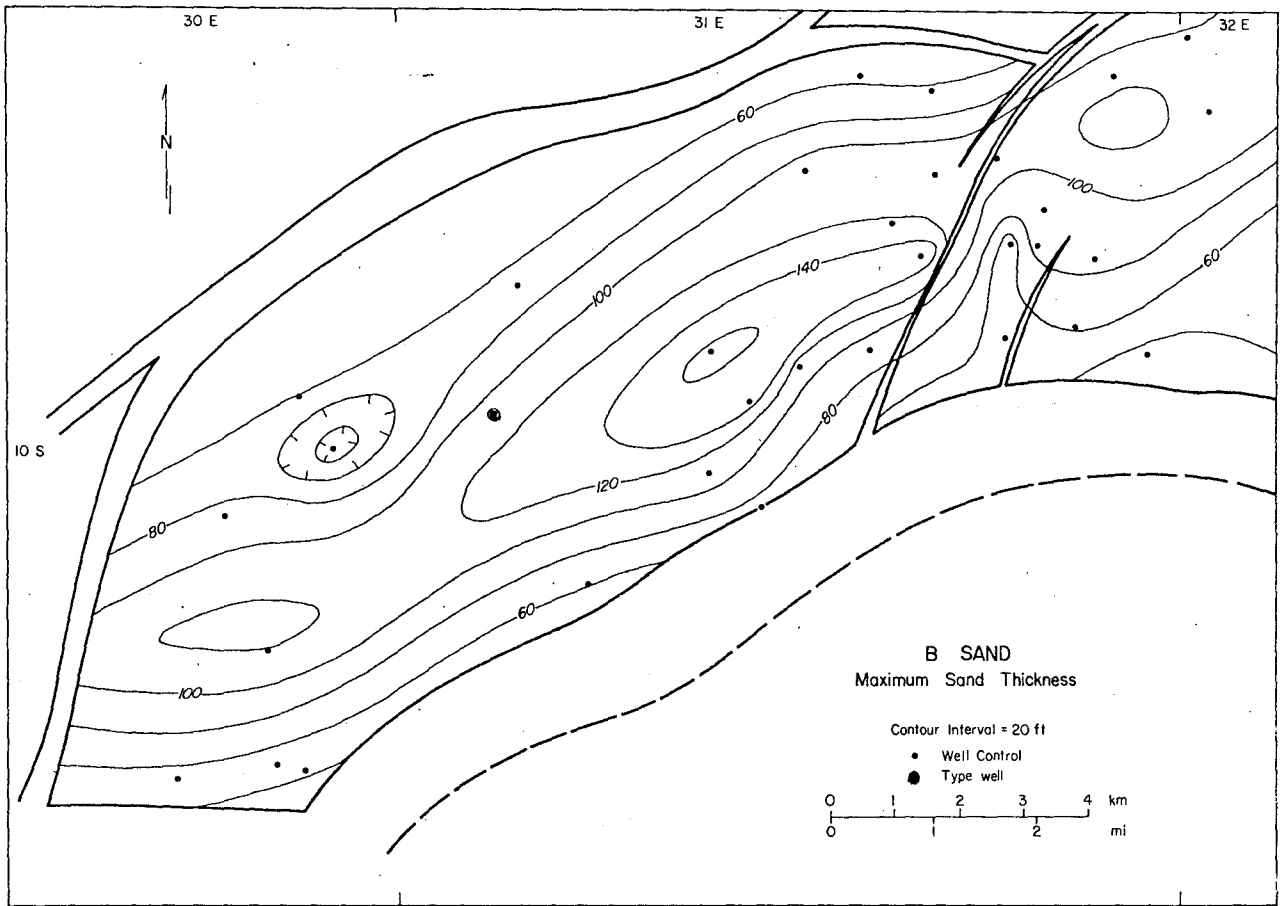 30 E
31 E
32 E
N
60
100
140
100
60
80
10 S
120
80
60
100
B SAND
Maximum Sand Thickness
Contour Interval = 20 ft
Well Control
Type well
0 1 2 3 4 km
0 1 2 mi